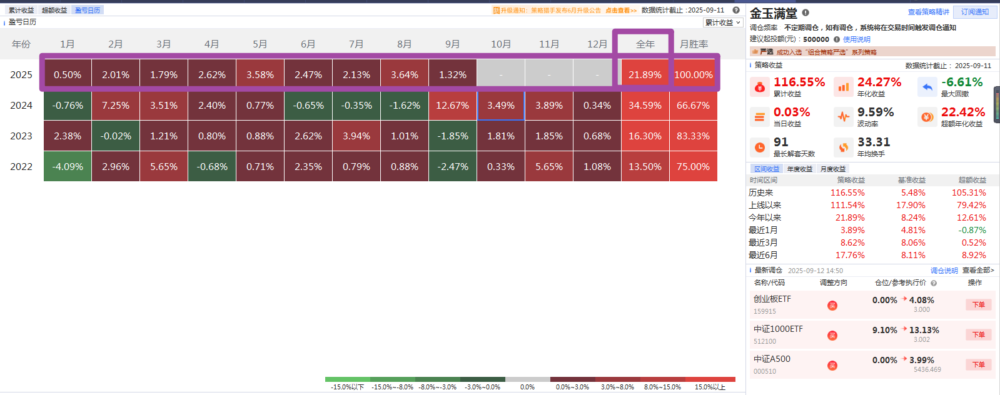 累计收益 超额收益 盈亏日历
升级通知：策略猎手发布6月升级公告 点击查看>> 数据统计截止 :2025-09-11
盈亏日历
累计收益
年份 1月 2月 3月 4月 5月 6月 7月 8月 9月 10月 11月 12月 全年 月胜率
2025 0.50% 2.01% 1.79% 2.62% 3.58% 2.47% 2.13% 3.64% 1.32% - - - 21.89% 100.00%
2024 -0.76% 7.25% 3.51% 2.40% 0.77% -0.65% -0.35% -1.62% 12.67% 3.49% 3.89% 0.34% 34.59% 66.67%
2023 2.38% -0.02% 1.21% 0.80% 0.88% 2.62% 3.94% 1.01% -1.85% 1.81% 1.85% 0.68% 16.30% 83.33%
2022 -4.09% 2.96% 5.65% -0.68% 0.71% 2.35% 0.79% 0.88% -2.47% 0.33% 5.65% 1.08% 13.50% 75.00%
-15.0%以下 -15.0%~-8.0% -8.0%~-3.0% -3.0%~0.0% 0.0% 0.0%~3.0% 3.0%~8.0% 8.0%~15.0% 15.0%以上
金玉满堂 查看策略精讲 订阅通知
调仓频率 不定期调仓，如有调仓，系统将在交易时间触发调仓通知
建议起投额(元)：500000 使用说明
严选 成功入选“组合策略严选”系列策略
策略收益 数据统计截止：2025-09-11
116.55% 24.27% -6.61%
累计收益 年化收益 最大回撤
0.03% 9.59% 22.42%
当日收益 波动率 超额年化收益
91 33.31
最长解套天数 年均换手
区间收益 年度收益 月度收益
时间区间 策略收益 基准收益 超额收益
历史来 116.55% 5.48% 105.31%
上线以来 111.54% 17.90% 79.42%
今年以来 21.89% 8.24% 12.61%
最近1月 3.89% 4.81% -0.87%
最近3月 8.62% 8.06% 0.52%
最近6月 17.76% 8.11% 8.92%
最新调仓 2025-09-12 14:50 调仓说明 查看全部>
名称/代码 调整方向 仓位/参考执行价 操作
创业板ETF 买 0.00% 4.08% 下单
159915 3.000
中证1000ETF 买 9.10% 13.13% 下单
512100 3.002
中证A500 买 0.00% 3.99% 下单
000510 5436.469